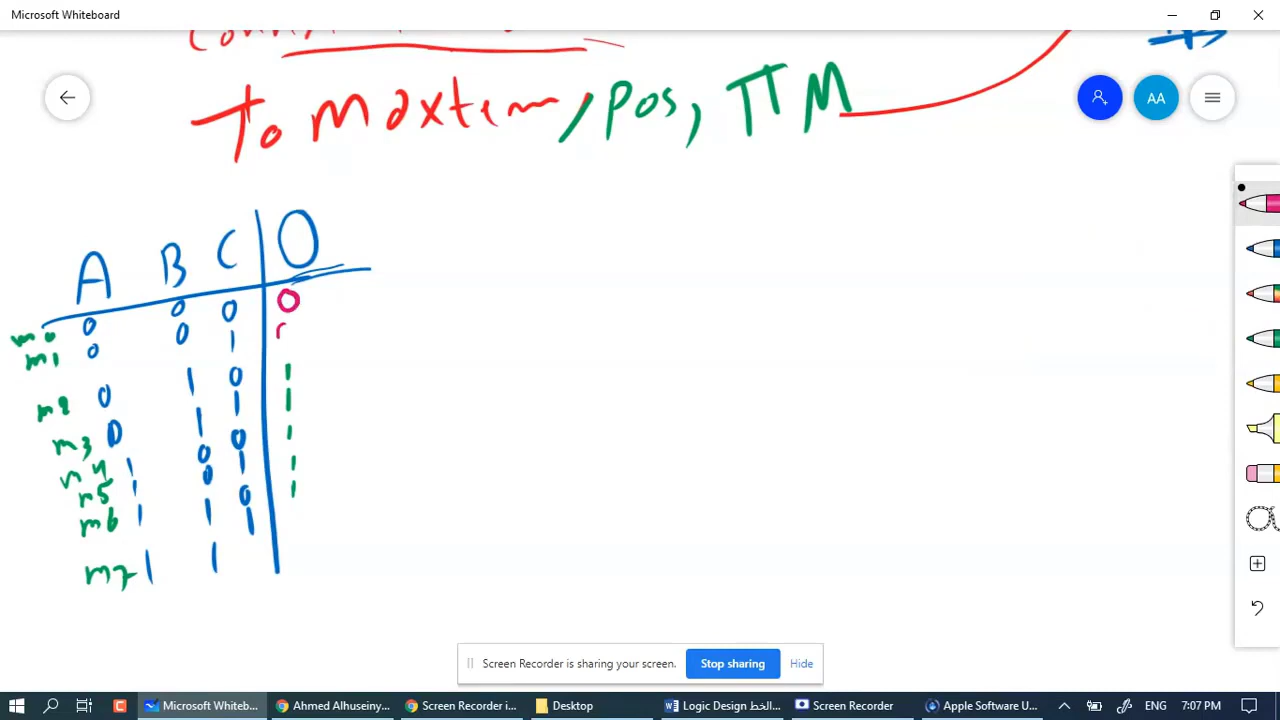 Microsoft Whiteboard
To maxterm/pos, ΠM
AA
A B C O
0 0 0 0
m0 0 0 1
m1
m2 0 1 0 1
m3 0 1 1 1
m4 1 0 0 1
m5 1 0 1 1
m6 1 1 0 1
m7 1 1 1
Screen Recorder is sharing your screen. Stop sharing Hide
Microsoft Whiteb... Ahmed Alhuseiny... Screen Recorder i... Desktop Logic Design الخط... Screen Recorder Apple Software U... ENG 7:07 PM